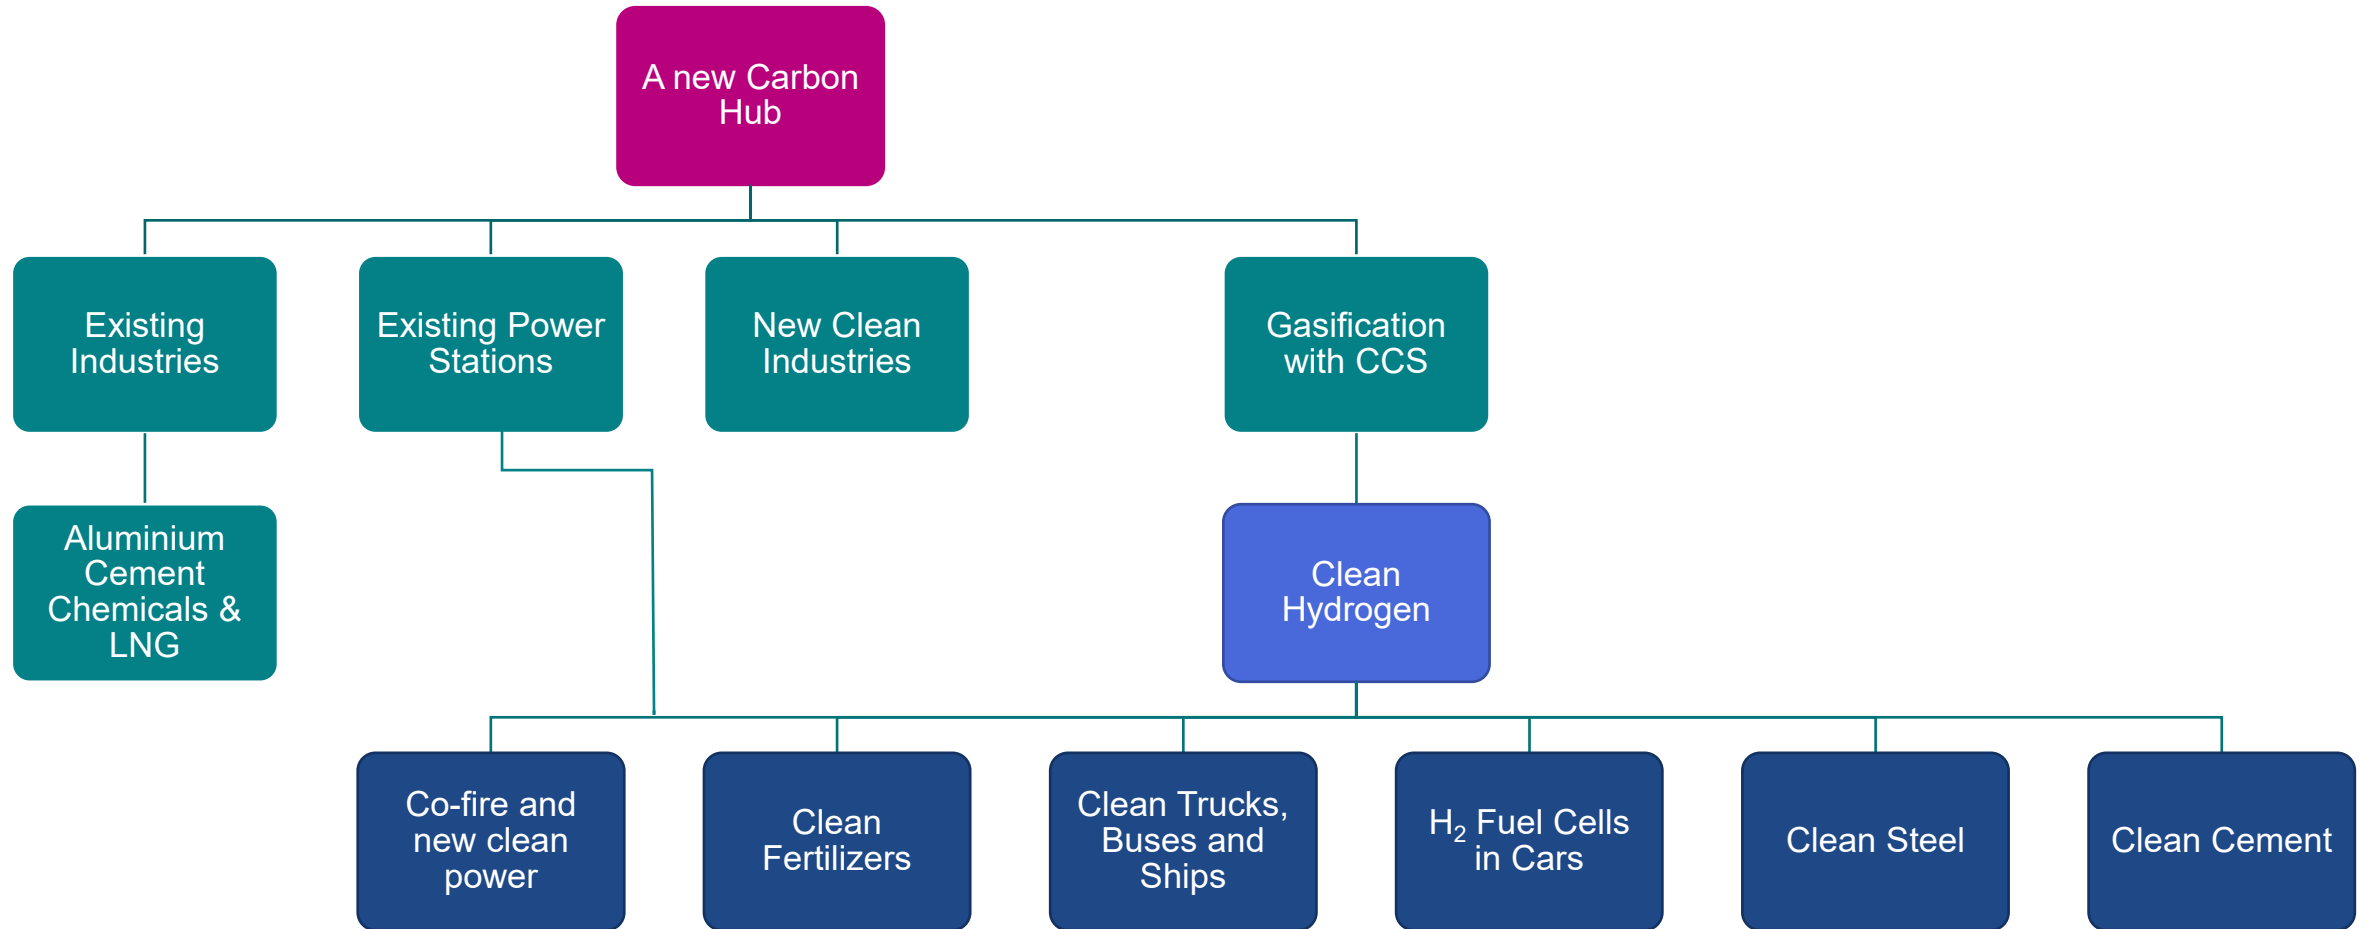 A new Carbon
Hub
Existing
Industries
Existing Power
Stations
New Clean
Industries
Gasification
with CCS
Aluminium
Cement
Chemicals &
LNG
Clean
Hydrogen
Co-fire and
new clean
power
Clean
Fertilizers
Clean Trucks,
Buses and
Ships
H₂ Fuel Cells
in Cars
Clean Steel
Clean Cement